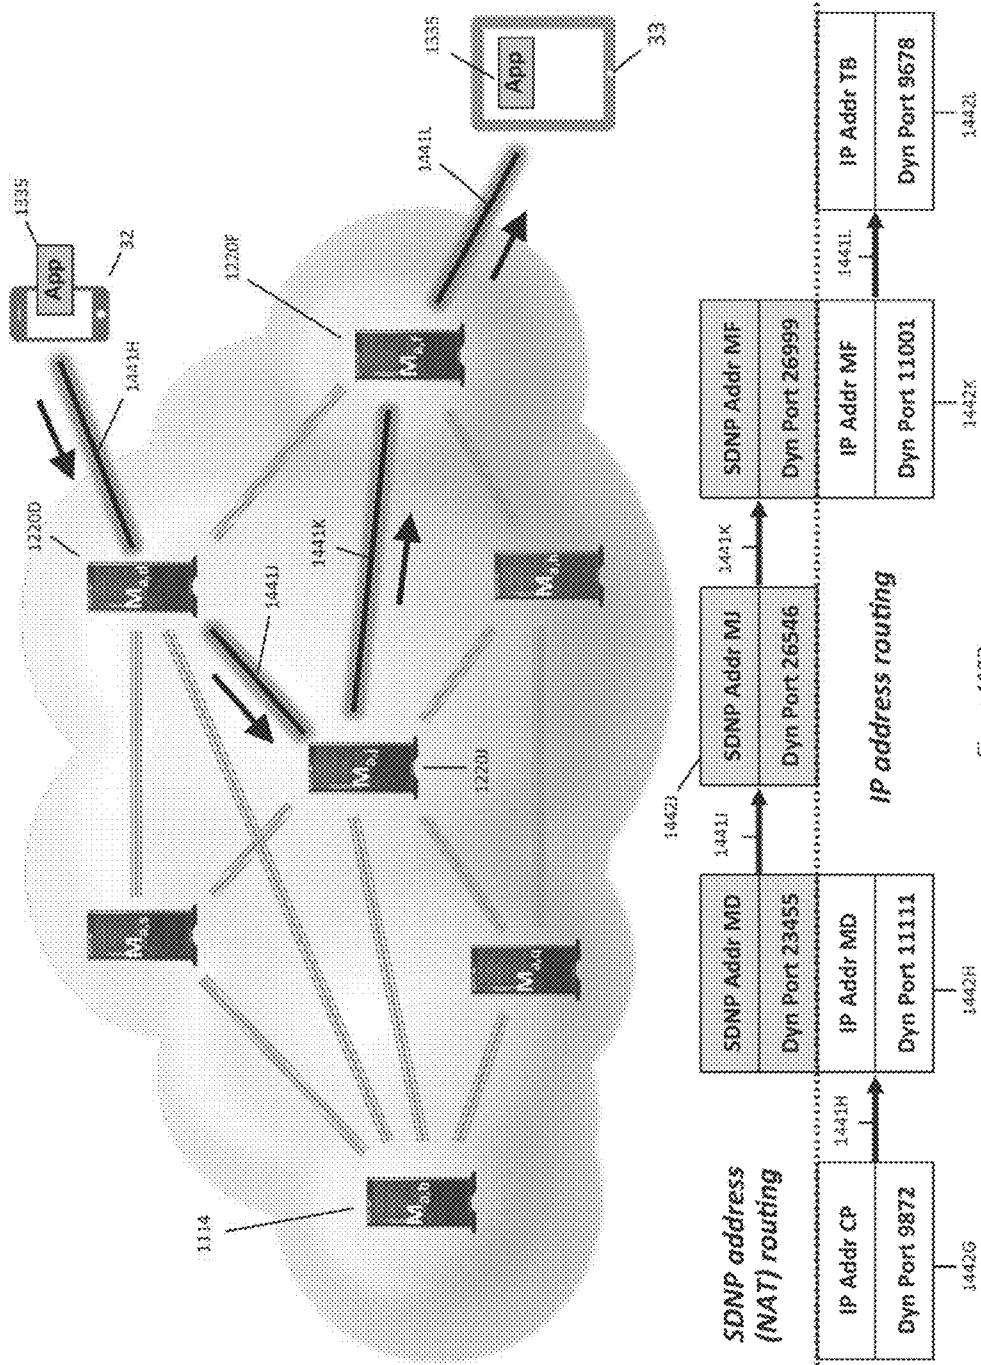 1335
App
32
1441H
1220D
1441J
1220F
1441K
1441L
1335
App
33
1220J
1114
SDNP address
(NAT) routing
IP address routing
IP Addr CP
Dyn Port 9872
1442G
1441H
SDNP Addr MD
Dyn Port 23455
IP Addr MD
Dyn Port 11111
1442H
1441J
1442J
SDNP Addr MJ
Dyn Port 26546
1441K
SDNP Addr MF
Dyn Port 26999
IP Addr MF
Dyn Port 11001
1442K
1441L
IP Addr TB
Dyn Port 9678
1442L